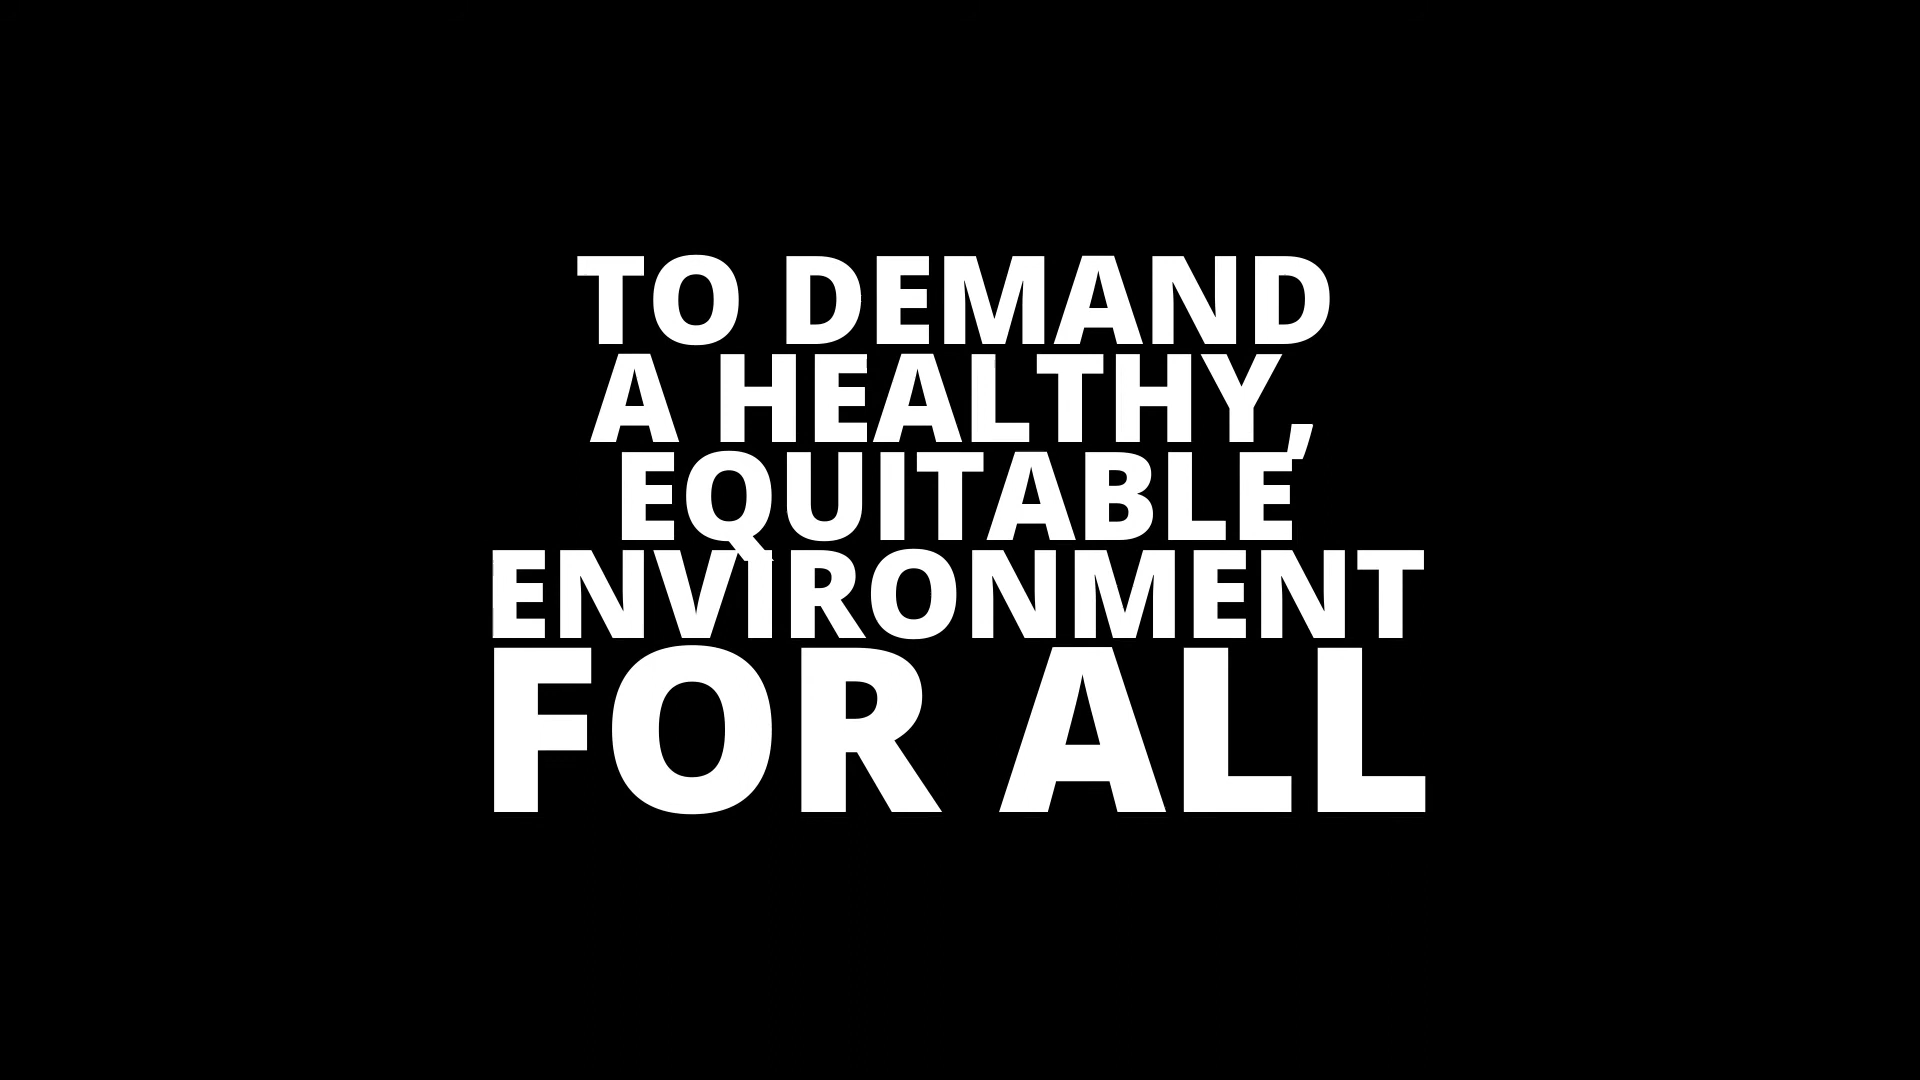 TO DEMAND
A HEALTHY,
EQUITABLE
ENVIRONMENT
FOR ALL